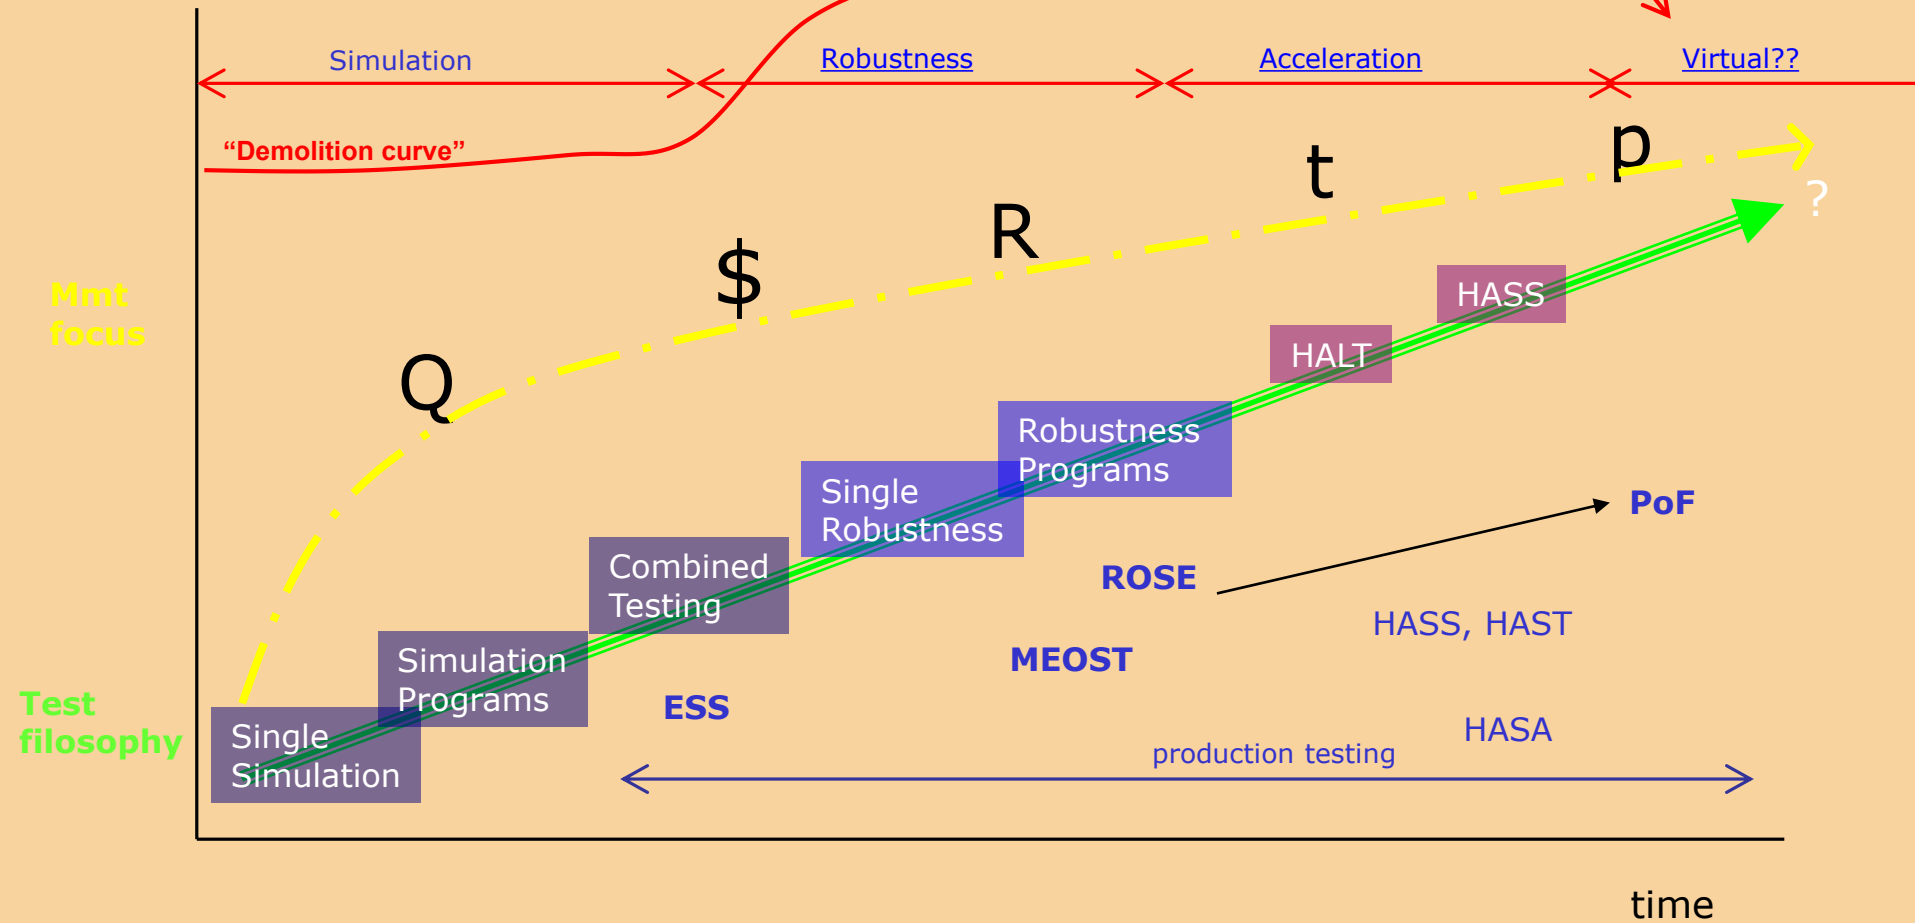 Simulation
Robustness
Acceleration
Virtual??
“Demolition curve”
p
t
?
R
$
HASS
Mmt
focus
HALT
Q
Robustness
Programs
Single
Robustness
PoF
Combined
Testing
ROSE
HASS, HAST
Simulation
Programs
MEOST
Test
filosophy
ESS
HASA
Single
Simulation
production testing
time